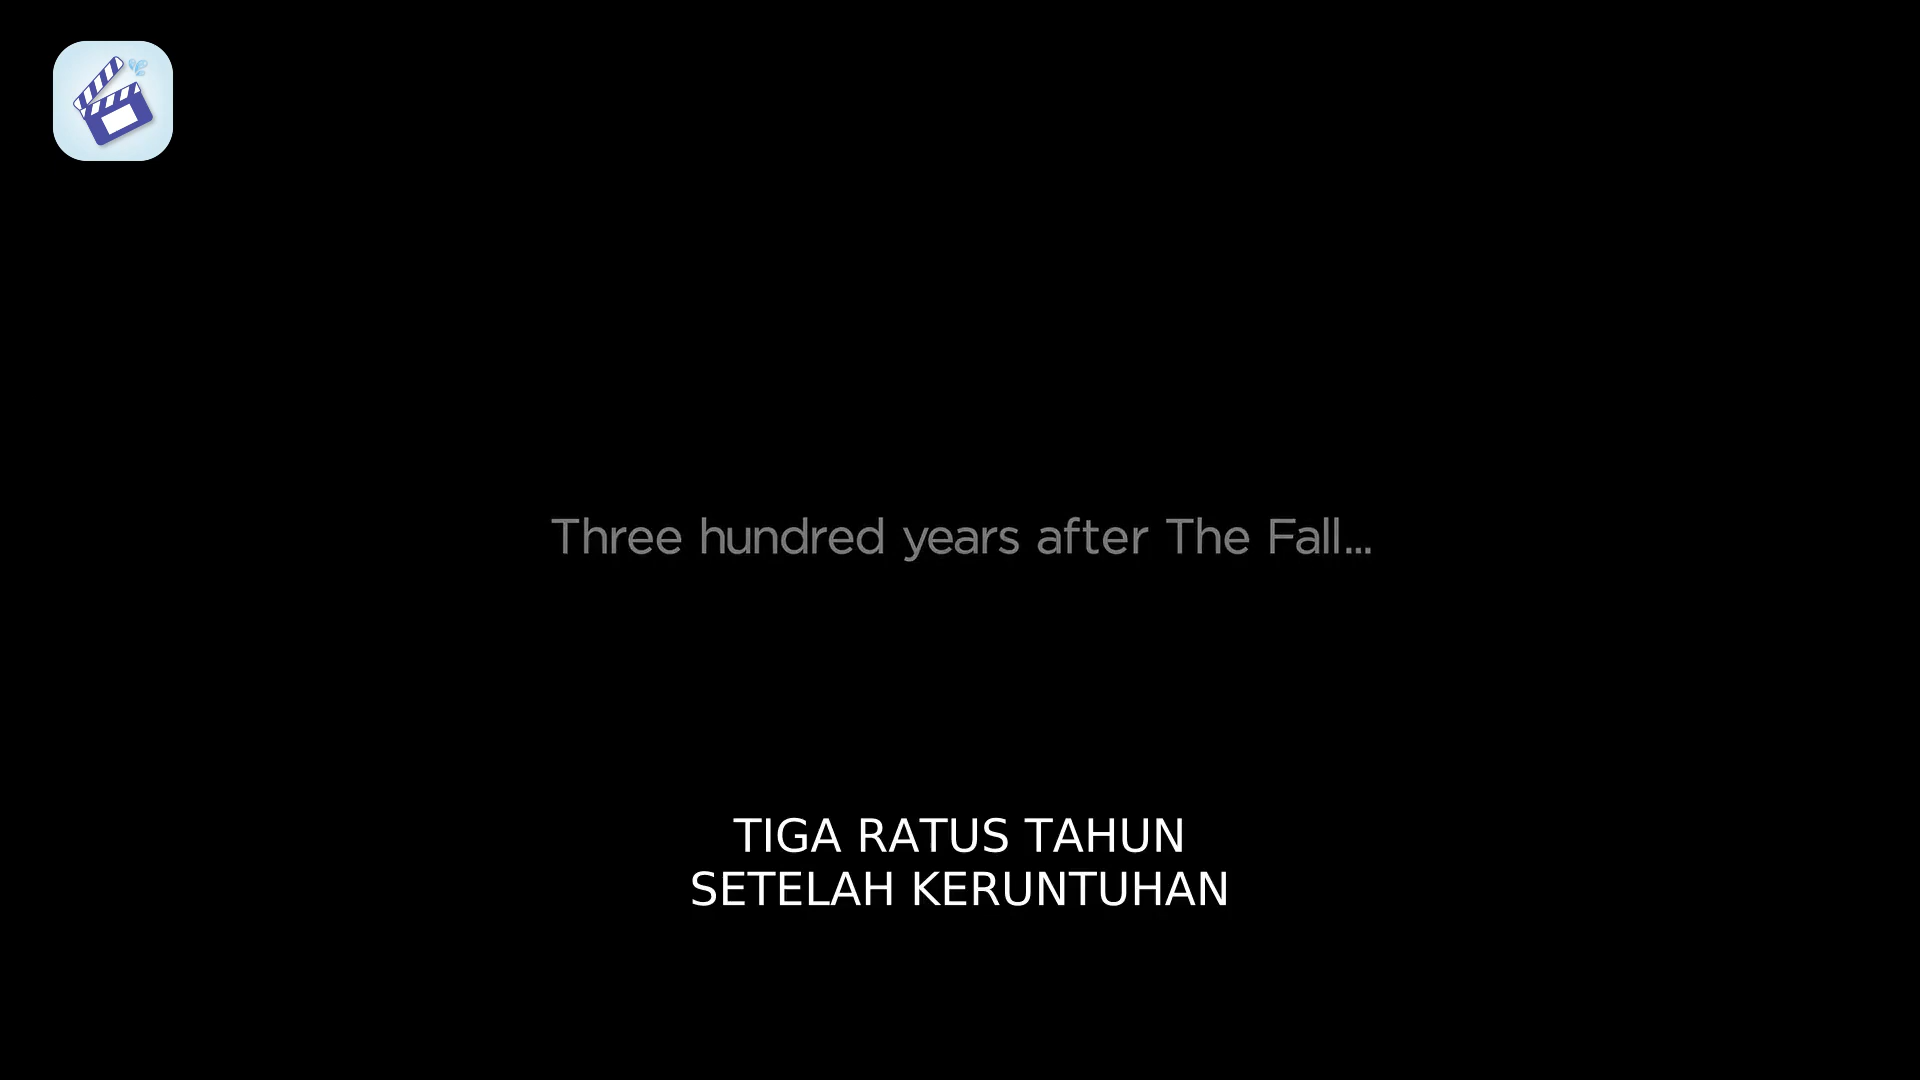 Three hundred years after The Fall...
TIGA RATUS TAHUN
SETELAH KERUNTUHAN